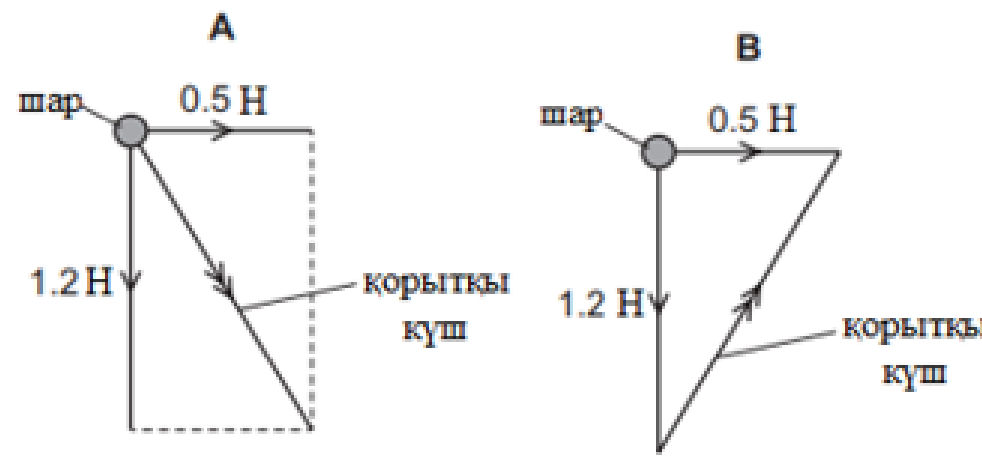 A
шар
0.5 Н
1.2 Н
қорытқы
күш
B
шар
0.5 Н
1.2 Н
қорытқы
күш